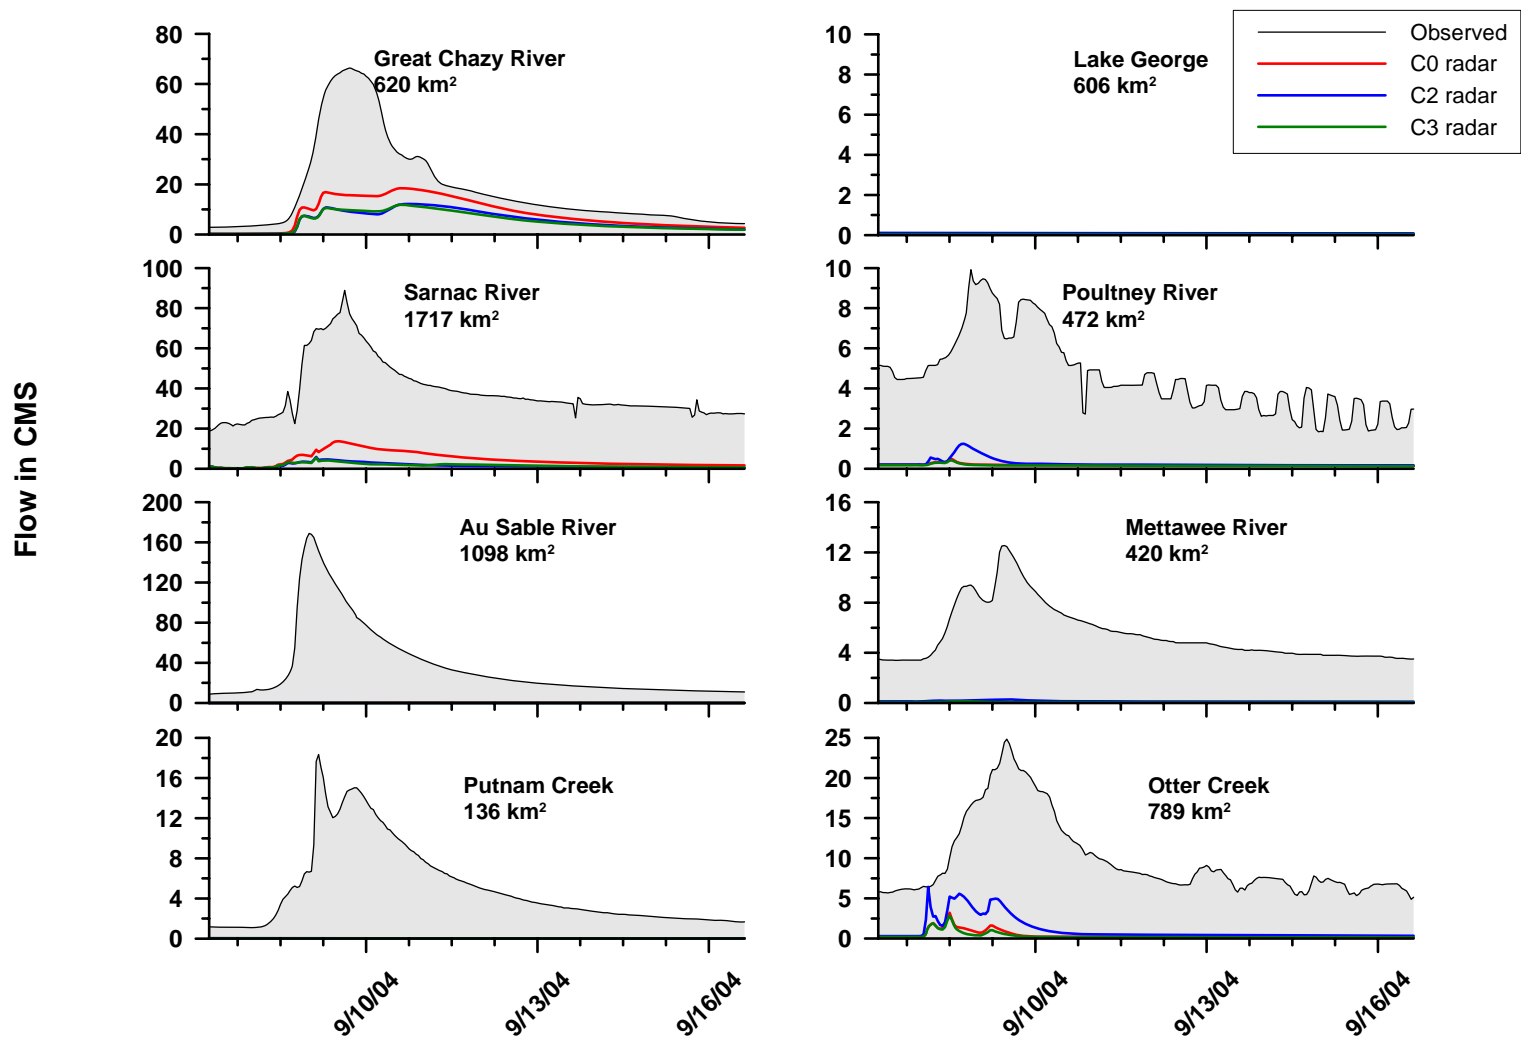 Flow in CMS
80
60
40
20
0
Great Chazy River
620 km²
10
8
6
4
2
0
Lake George
606 km²
Observed
C0 radar
C2 radar
C3 radar
100
80
60
40
20
0
Sarnac River
1717 km²
10
8
6
4
2
0
Poultney River
472 km²
200
160
120
80
40
0
Au Sable River
1098 km²
16
12
8
4
0
Mettawee River
420 km²
20
16
12
8
4
0
Putnam Creek
136 km²
25
20
15
10
5
0
Otter Creek
789 km²
9/10/04
9/13/04
9/16/04
9/10/04
9/13/04
9/16/04